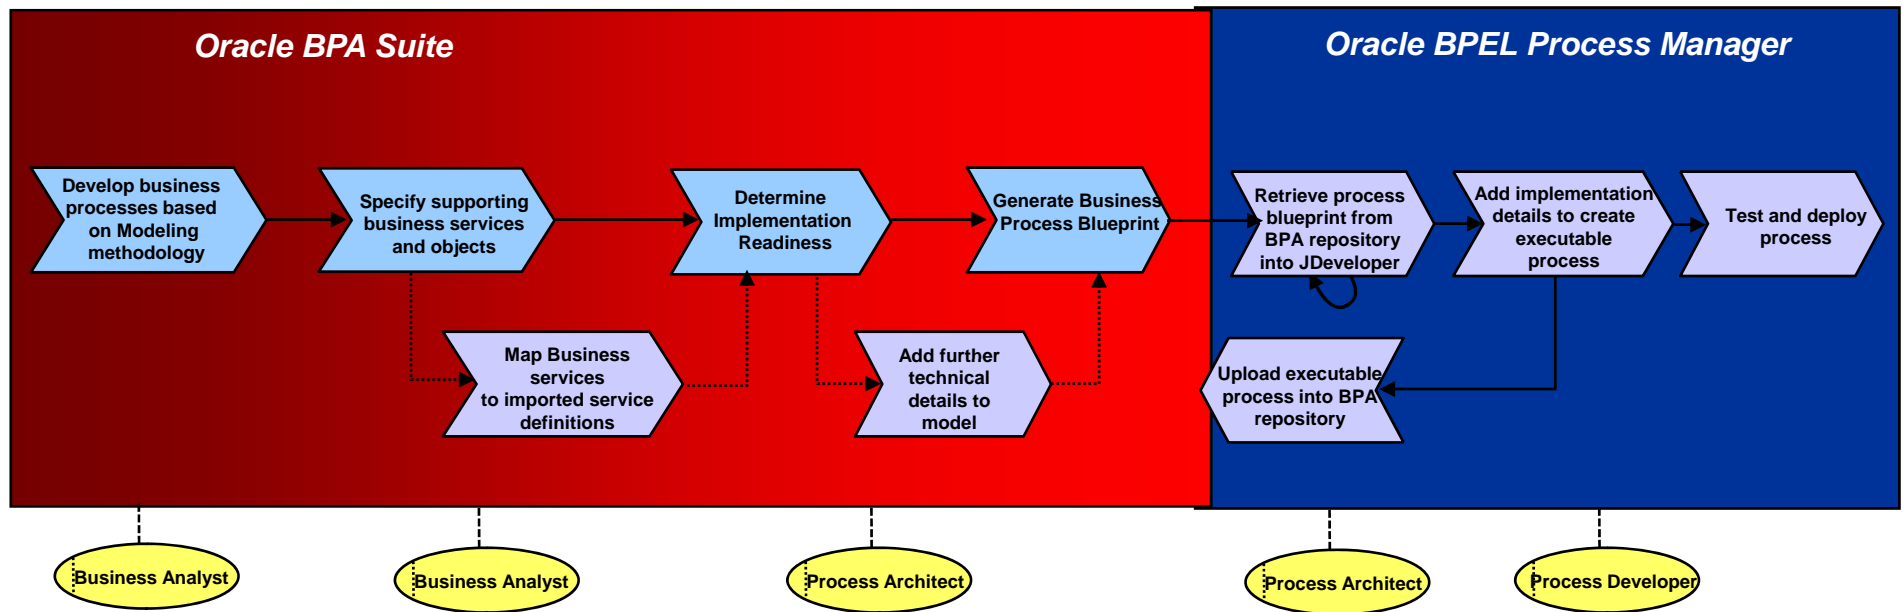 Oracle BPA Suite
Oracle BPEL Process Manager
Develop business
processes based
on Modeling
methodology
Specify supporting
business services
and objects
Determine
Implementation
Readiness
Generate Business
Process Blueprint
Retrieve process
blueprint from
BPA repository
into JDeveloper
Add implementation
details to create
executable
process
Test and deploy
process
Map Business
services
to imported service
definitions
Add further
technical
details to
model
Upload executable
process into BPA
repository
Business Analyst
Business Analyst
Process Architect
Process Architect
Process Developer